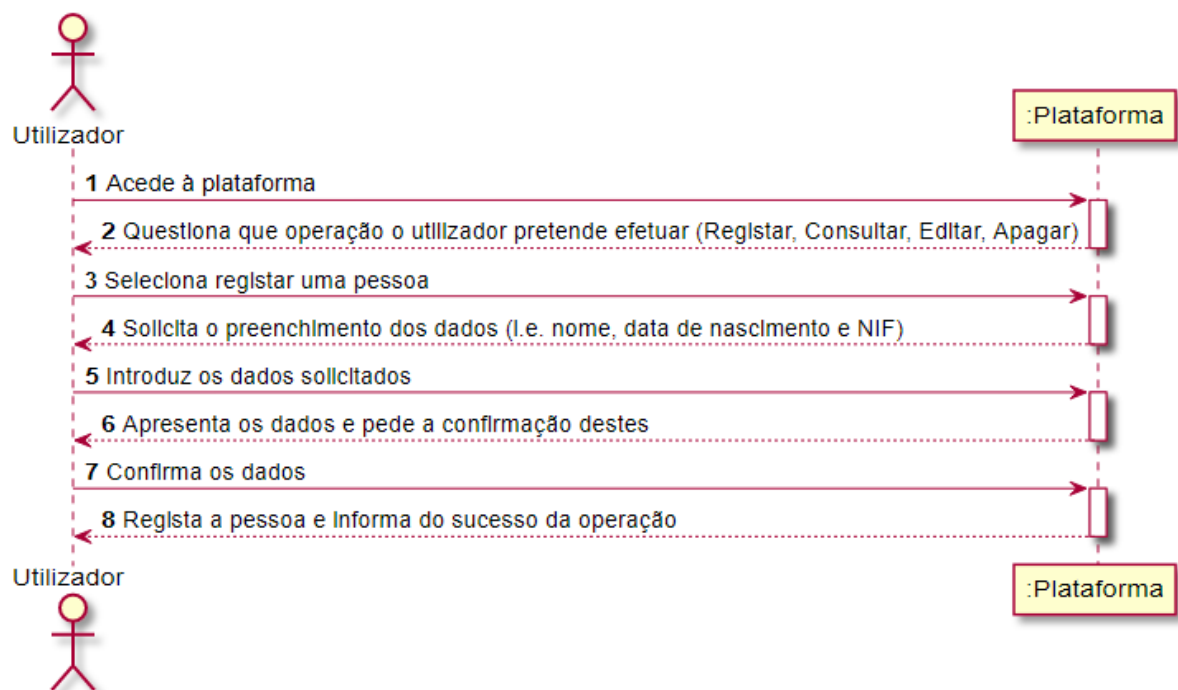 Utilizador
:Plataforma
1 Acede à plataforma
2 Questiona que operação o utilizador pretende efetuar (Registar, Consultar, Editar, Apagar)
3 Seleciona registar uma pessoa
4 Solicita o preenchimento dos dados (i.e. nome, data de nascimento e NIF)
5 Introduz os dados solicitados
6 Apresenta os dados e pede a confirmação destes
7 Confirma os dados
8 Regista a pessoa e informa do sucesso da operação
Utilizador
:Plataforma